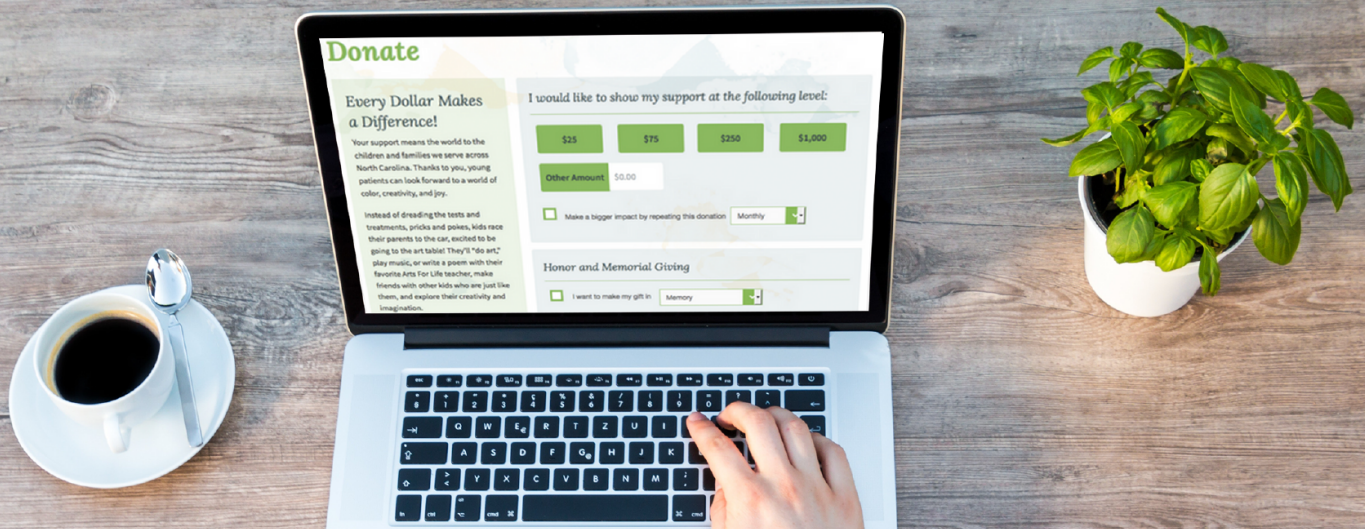 Donate
Every Dollar Makes
a Difference!
Your support means the world to the
children and families we serve across
North Carolina. Thanks to you, young
patients can look forward to a world of
color, creativity, and joy.
Instead of dreading the tests and
treatments, pricks and pokes, kids race
their parents to the car, excited to be
going to the art table! They'll "do art,"
play music, or write a poem with their
favorite Arts For Life teacher, make
friends with other kids who are just like
them, and explore their creativity and
imagination.
I would like to show my support at the following level:
$25 $75 $250 $1,000
Other Amount $0.00
Make a bigger impact by repeating this donation Monthly
Honor and Memorial Giving
I want to make my gift in Memory
esc
Q W E € R T Z U I
A S D F G H J K L
Y X C V B N M
ctrl cmd cmd